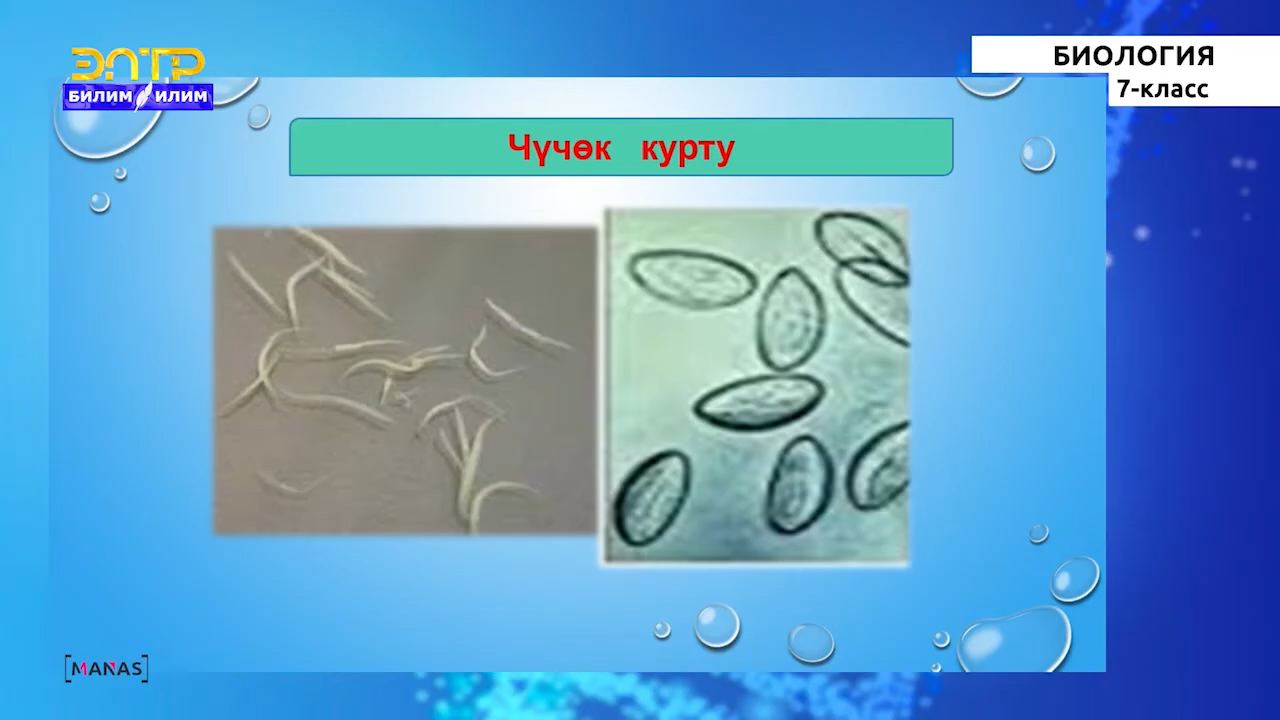 ЭЛТР
БИЛИМ ИЛИМ
БИОЛОГИЯ
7-класс
Чүчөк курту
[MANAS]